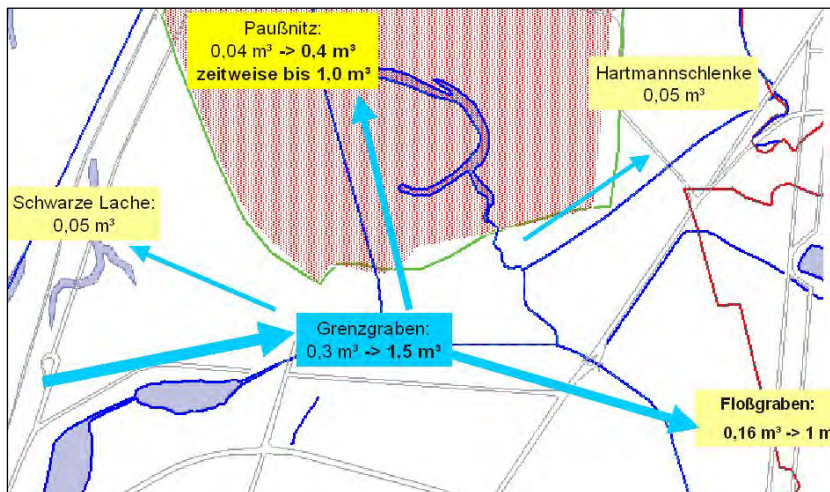 Paußnitz:
0,04 m³ -> 0,4 m³
zeitweise bis 1,0 m³
Hartmannschlenke
0,05 m³
Schwarze Lache:
0,05 m³
Grenzgraben:
0,3 m³ -> 1,5 m³
Floßgraben:
0,16 m³ -> 1 m